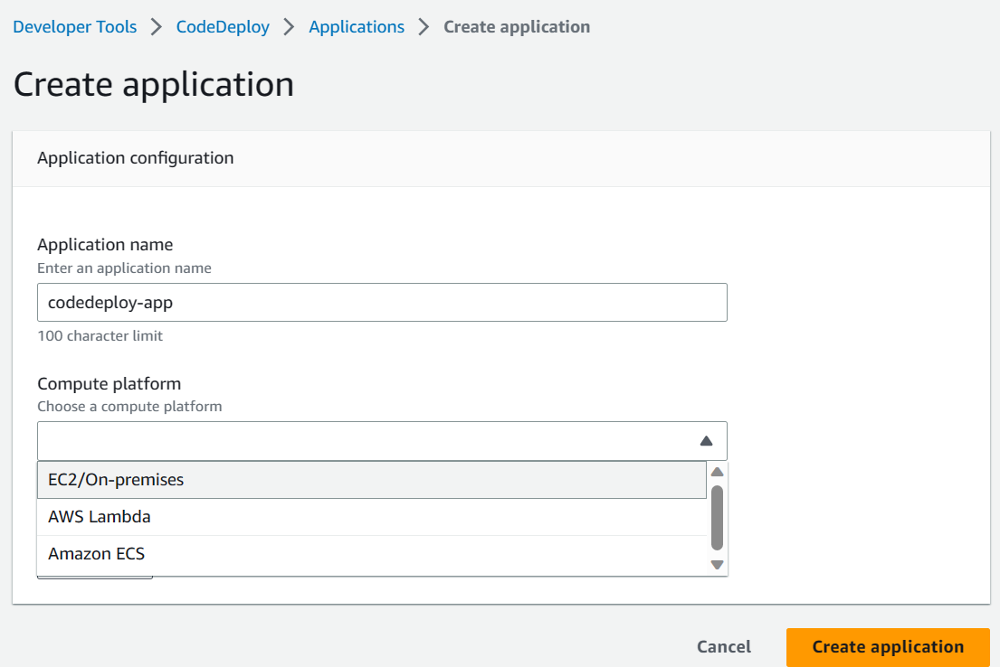 Developer Tools > CodeDeploy > Applications > Create application
Create application
Application configuration
Application name
Enter an application name
codedeploy-app
100 character limit
Compute platform
Choose a compute platform
EC2/On-premises
AWS Lambda
Amazon ECS
Cancel Create application